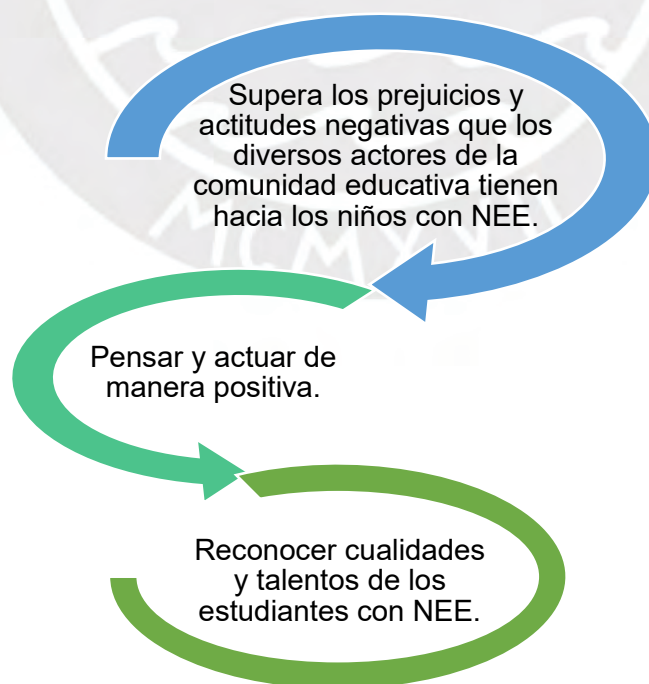 Supera los prejuicios y
actitudes negativas que los
diversos actores de la
comunidad educativa tienen
hacia los niños con NEE.
Pensar y actuar de
manera positiva.
Reconocer cualidades
y talentos de los
estudiantes con NEE.